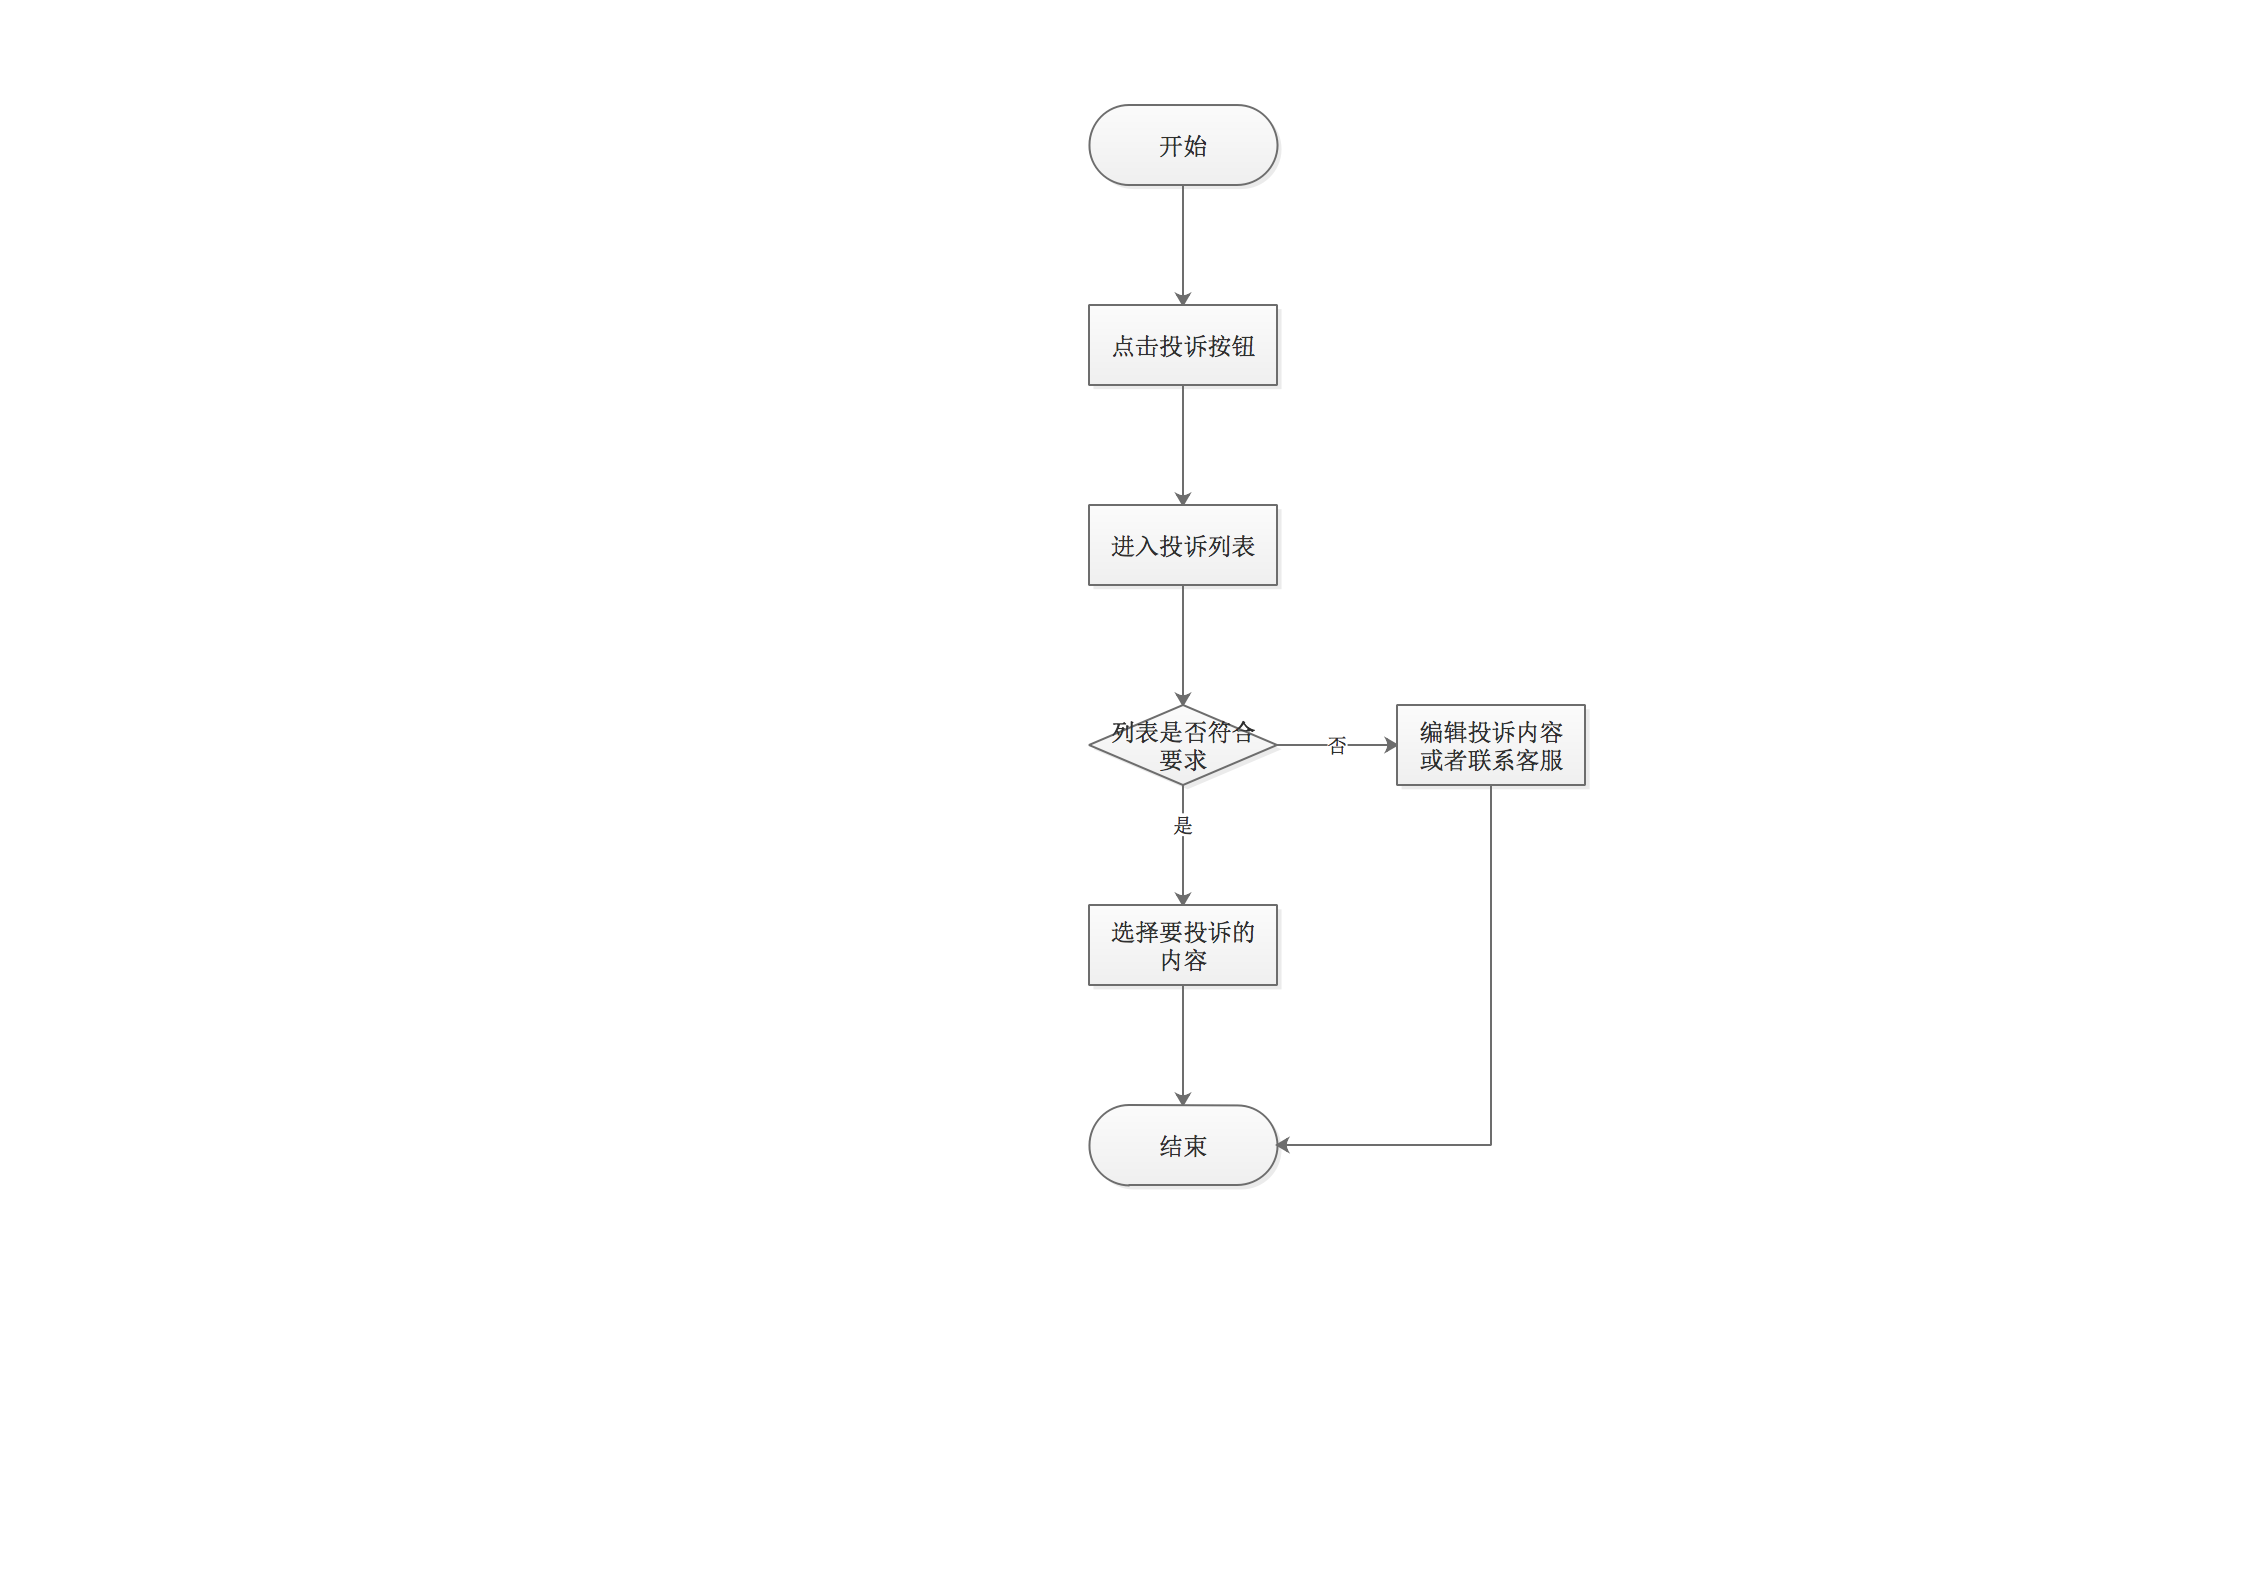 开始
点击投诉按钮
进入投诉列表
列表是否符合
要求
否
编辑投诉内容
或者联系客服
是
选择要投诉的
内容
结束